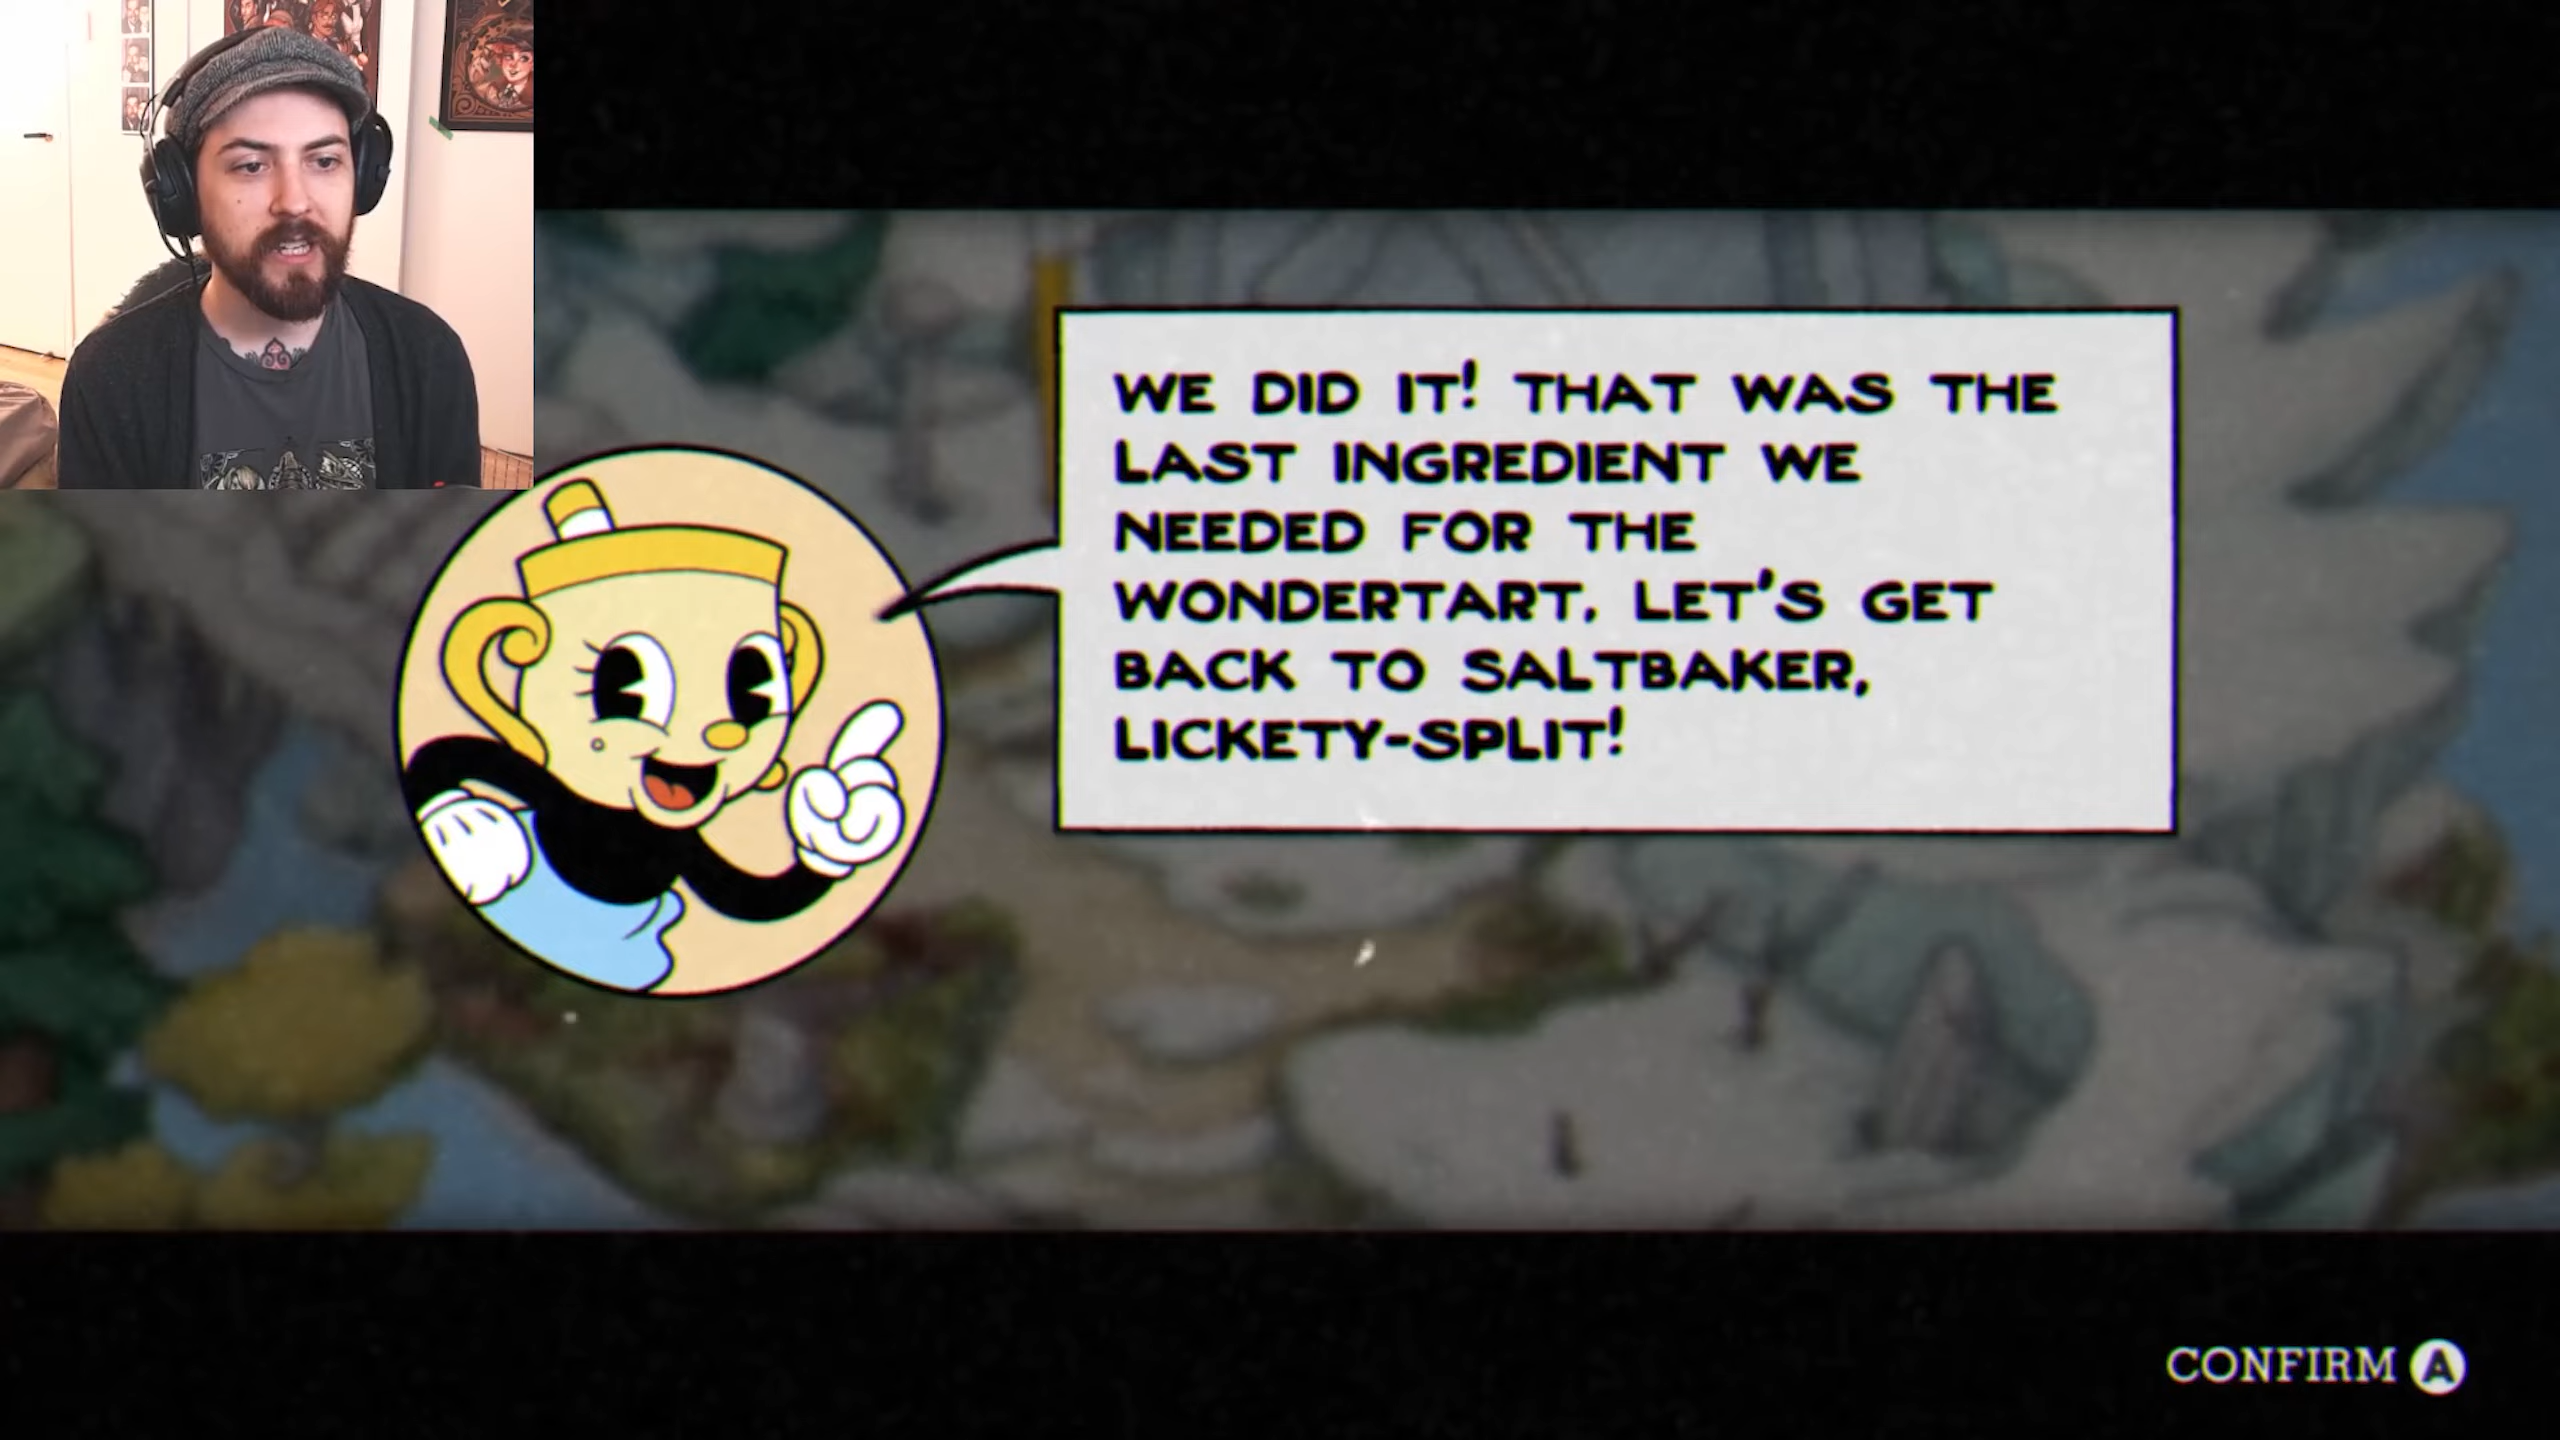 WE DID IT! THAT WAS THE
LAST INGREDIENT WE
NEEDED FOR THE
WONDERTART. LET'S GET
BACK TO SALTBAKER,
LICKETY-SPLIT!
CONFIRM A